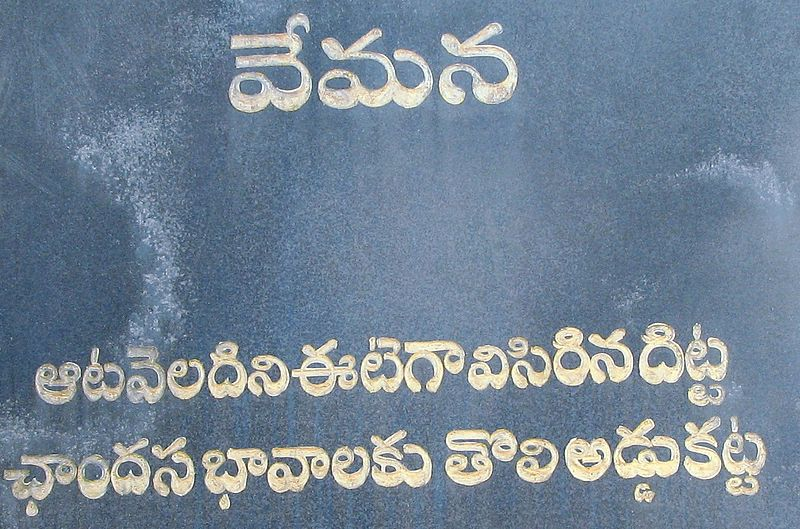 వేమన
ఆటవెలదిని ఈటెగా విసిరిన దిట్ట
ఛాందస భావాలకు తొలి అడ్డుకట్ట